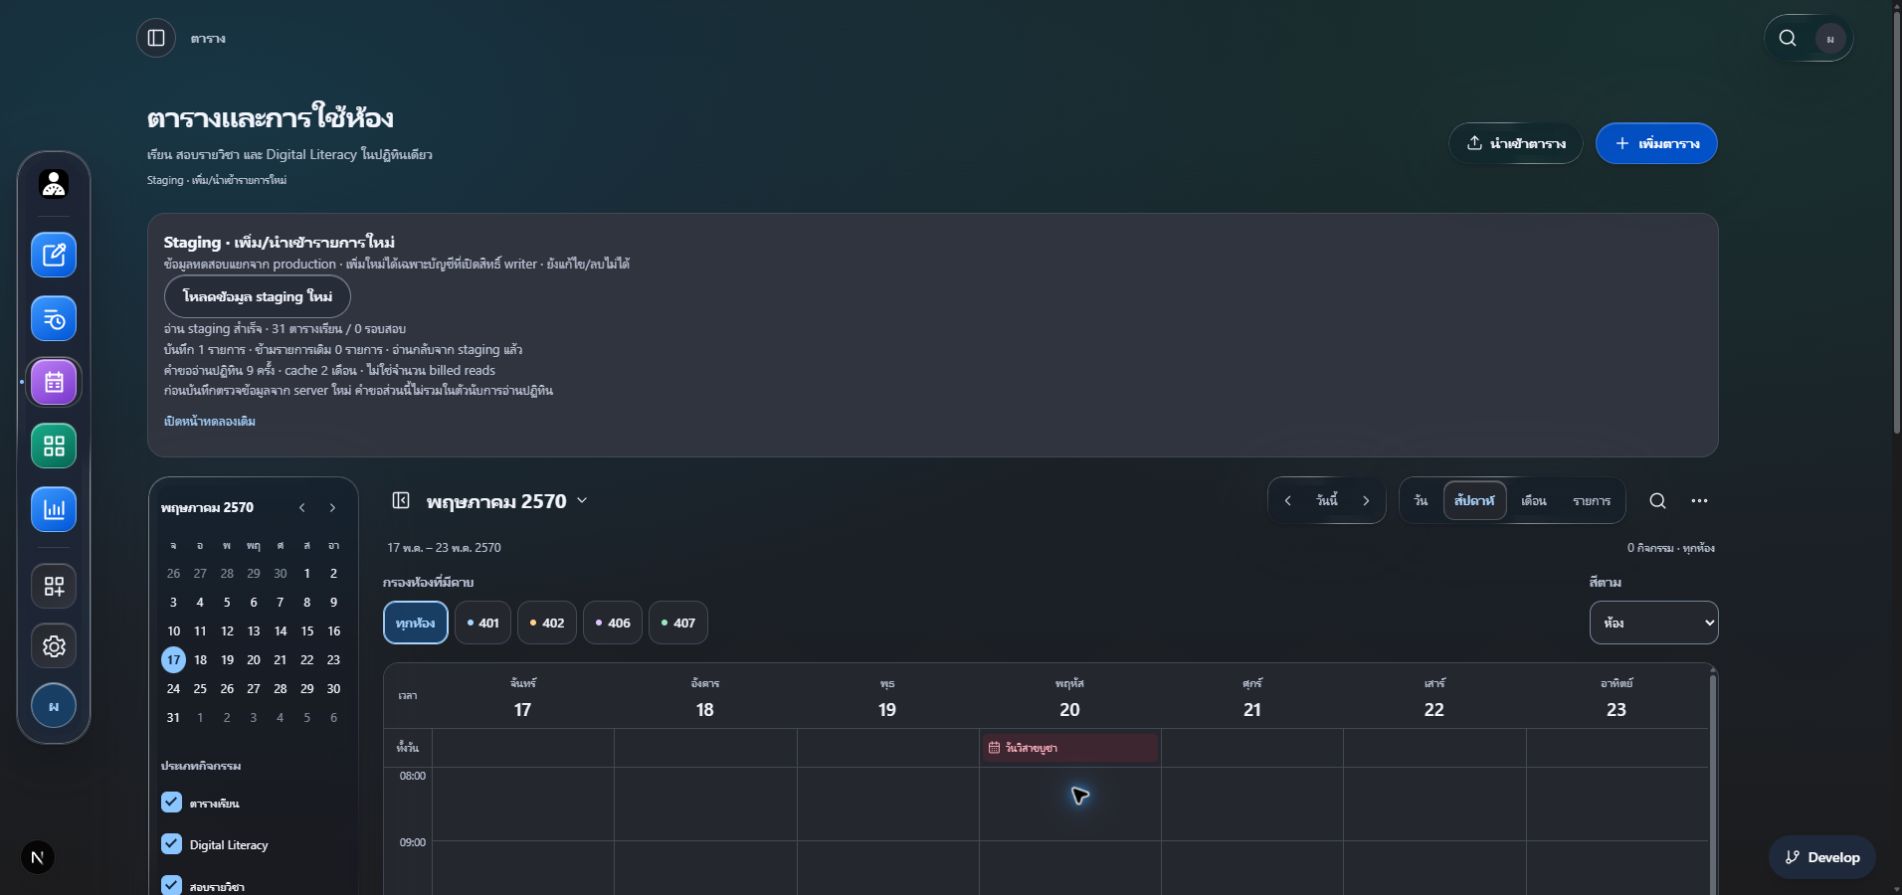 ตาราง
ผ
ตารางและการใช้ห้อง
เรียน สอบรายวิชา และ Digital Literacy ในปฏิทินเดียว
Staging · เพิ่ม/นำเข้ารายการใหม่
นำเข้าตาราง
เพิ่มตาราง
Staging · เพิ่ม/นำเข้ารายการใหม่
ข้อมูลทดสอบแยกจาก production · เพิ่มใหม่ได้เฉพาะบัญชีที่เปิดสิทธิ์ writer · ยังแก้ไข/ลบไม่ได้
โหลดข้อมูล staging ใหม่
อ่าน staging สำเร็จ · 31 ตารางเรียน / 0 รอบสอบ
บันทึก 1 รายการ · ข้ามรายการเดิม 0 รายการ · อ่านกลับจาก staging แล้ว
คำขออ่านปฏิทิน 9 ครั้ง · cache 2 เดือน · ไม่ใช่จำนวน billed reads
ก่อนบันทึกตรวจข้อมูลจาก server ใหม่ คำขอส่วนนี้ไม่รวมในตัวนับการอ่านปฏิทิน
เปิดหน้าทดลองเดิม
พฤษภาคม 2570
จ อ พ พฤ ศ ส อา
26 27 28 29 30 1 2
3 4 5 6 7 8 9
10 11 12 13 14 15 16
17 18 19 20 21 22 23
24 25 26 27 28 29 30
31 1 2 3 4 5 6
ประเภทกิจกรรม
ตารางเรียน
Digital Literacy
สอบรายวิชา
พฤษภาคม 2570
วันนี้
วัน สัปดาห์ เดือน รายการ
17 พ.ค. – 23 พ.ค. 2570
0 กิจกรรม · ทุกห้อง
กรองห้องที่มีคาบ
สีตาม
ทุกห้อง 401 402 406 407
ห้อง
เวลา
จันทร์ อังคาร พุธ พฤหัส ศุกร์ เสาร์ อาทิตย์
17 18 19 20 21 22 23
ทั้งวัน
วันวิสาขบูชา
08:00
09:00
ผ
N
Develop